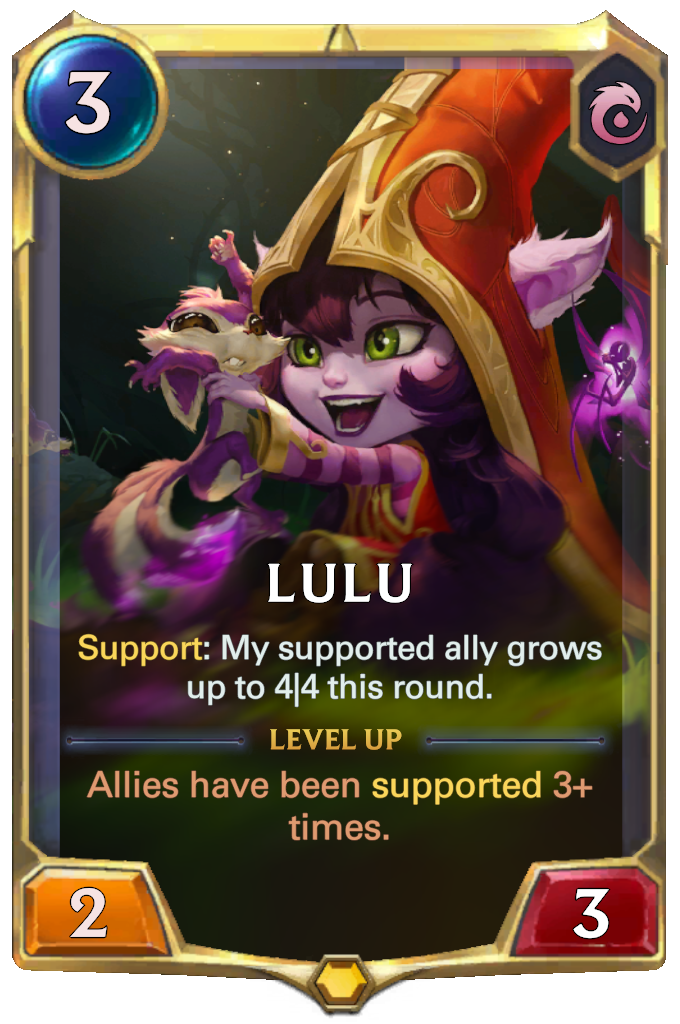 3
LULU
Support: My supported ally grows
up to 4|4 this round.
LEVEL UP
Allies have been supported 3+
times.
2
3